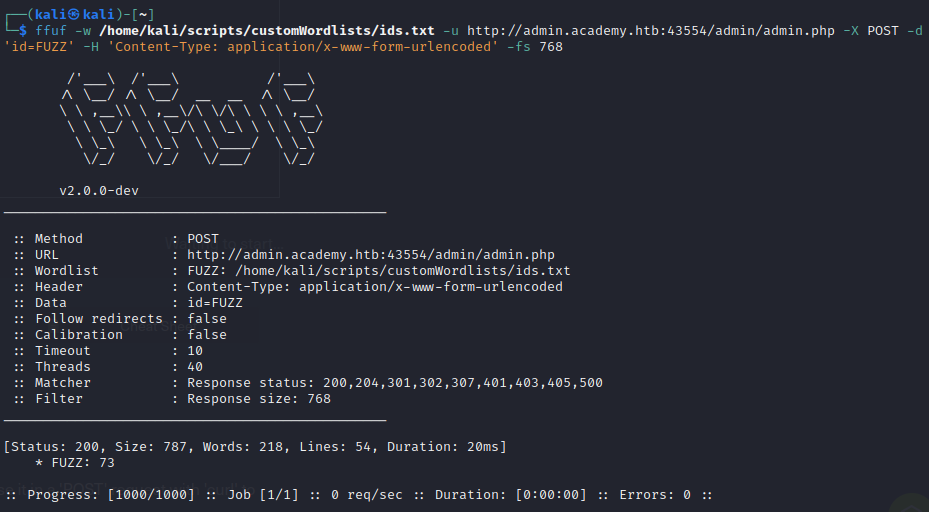 ┌──(kali㉿kali)-[~]
└─$ ffuf -w /home/kali/scripts/customWordlists/ids.txt -u http://admin.academy.htb:43554/admin/admin.php -X POST -d
'id=FUZZ' -H 'Content-Type: application/x-www-form-urlencoded' -fs 768
        /'___\  /'___\           /'___\
       /\ \__/ /\ \__/  __  __  /\ \__/
       \ \ ,__\\ \ ,__\/\ \/\ \ \ \ ,__\
        \ \ \_/ \ \ \_/\ \ \_\ \ \ \ \_/
         \ \_\   \ \_\  \ \____/  \ \_\
          \/_/    \/_/   \/___/    \/_/
v2.0.0-dev
________________________________________________
:: Method           : POST
:: URL              : http://admin.academy.htb:43554/admin/admin.php
:: Wordlist         : FUZZ: /home/kali/scripts/customWordlists/ids.txt
:: Header           : Content-Type: application/x-www-form-urlencoded
:: Data             : id=FUZZ
:: Follow redirects : false
:: Calibration      : false
:: Timeout          : 10
:: Threads          : 40
:: Matcher          : Response status: 200,204,301,302,307,401,403,405,500
:: Filter           : Response size: 768
________________________________________________
[Status: 200, Size: 787, Words: 218, Lines: 54, Duration: 20ms]
    * FUZZ: 73
:: Progress: [1000/1000] :: Job [1/1] :: 0 req/sec :: Duration: [0:00:00] :: Errors: 0 ::